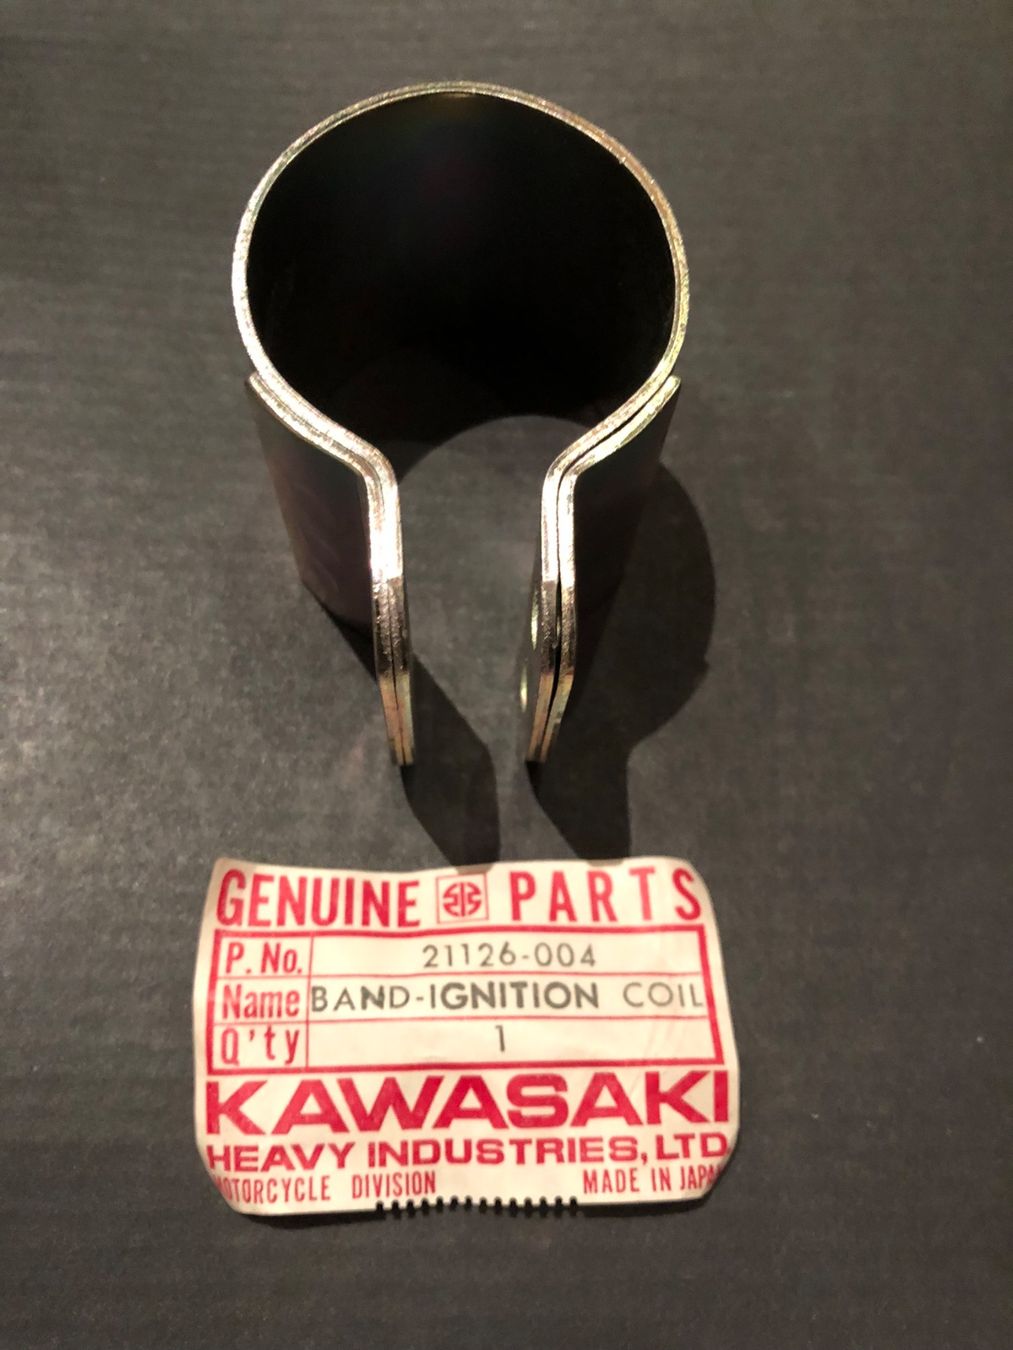 GENUINE PARTS
P. No. 21126-004
Name BAND-IGNITION COIL
Q'ty 1
KAWASAKI
HEAVY INDUSTRIES, LTD
MOTORCYCLE DIVISION MADE IN JAPAN